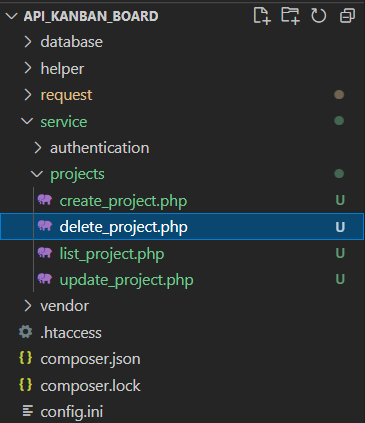 API_KANBAN_BOARD
database
helper
request
service
authentication
projects
create_project.php U
delete_project.php U
list_project.php U
update_project.php U
vendor
.htaccess
{} composer.json
{} composer.lock
config.ini